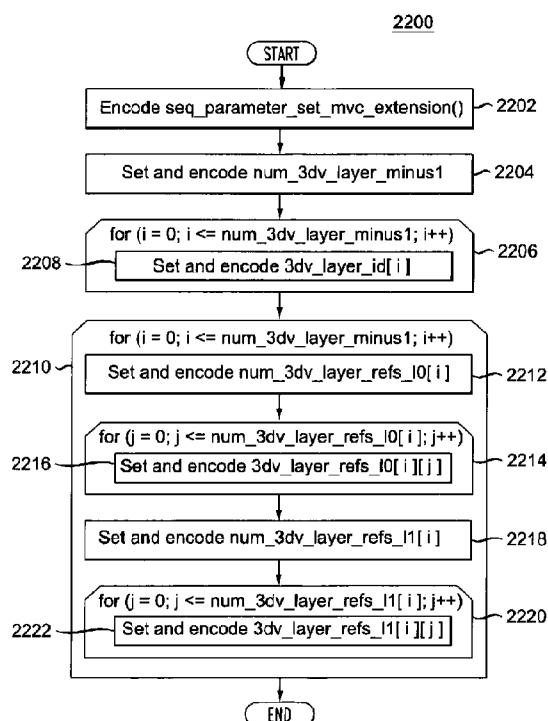 2200
START
Encode seq_parameter_set_mvc_extension() 2202
Set and encode num_3dv_layer_minus1 2204
for (i = 0; i <= num_3dv_layer_minus1; i++)
2206
2208 Set and encode 3dv_layer_id[ i ]
for (i = 0; i <= num_3dv_layer_minus1; i++)
2210
Set and encode num_3dv_layer_refs_l0[ i ] 2212
for (j = 0; j <= num_3dv_layer_refs_l0[ i ]; j++)
2216 Set and encode 3dv_layer_refs_l0[ i ][ j ] 2214
Set and encode num_3dv_layer_refs_l1[ i ] 2218
for (j = 0; j <= num_3dv_layer_refs_l1[ i ]; j++)
2220
2222 Set and encode 3dv_layer_refs_l1[ i ][ j ]
END